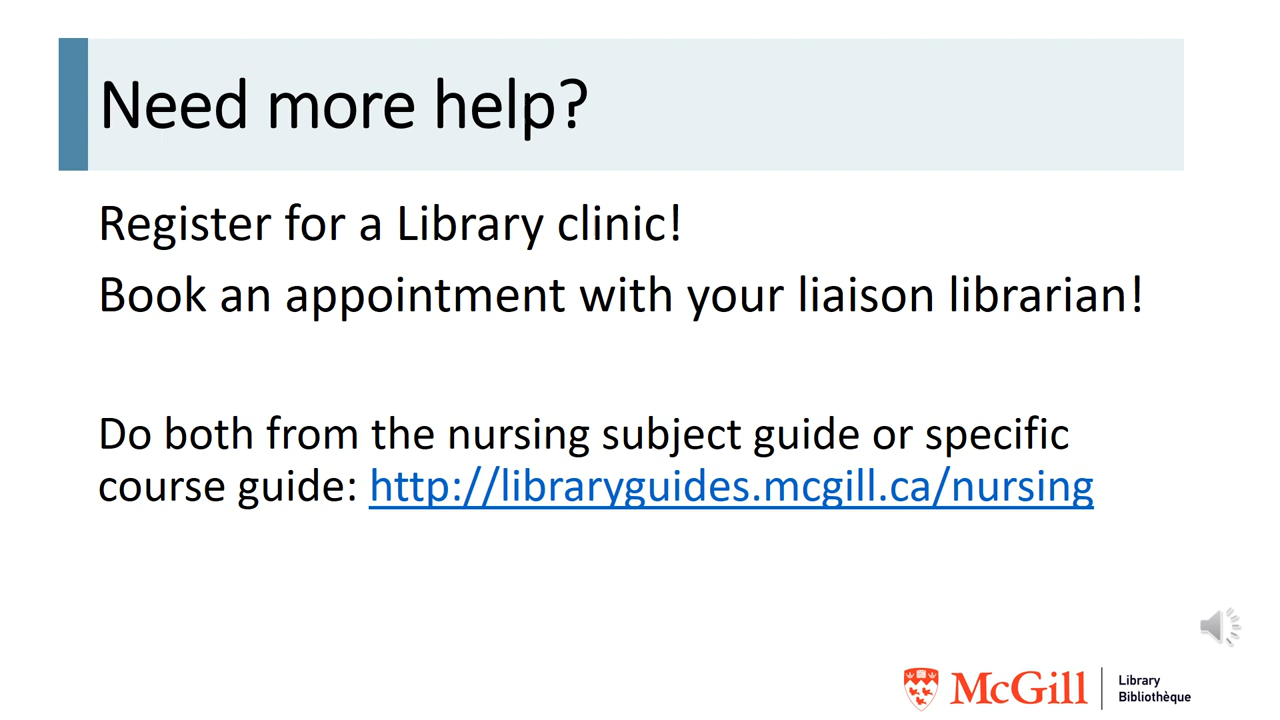 Need more help?
Register for a Library clinic!
Book an appointment with your liaison librarian!
Do both from the nursing subject guide or specific
course guide: http://libraryguides.mcgill.ca/nursing
McGill
Library
Bibliothèque